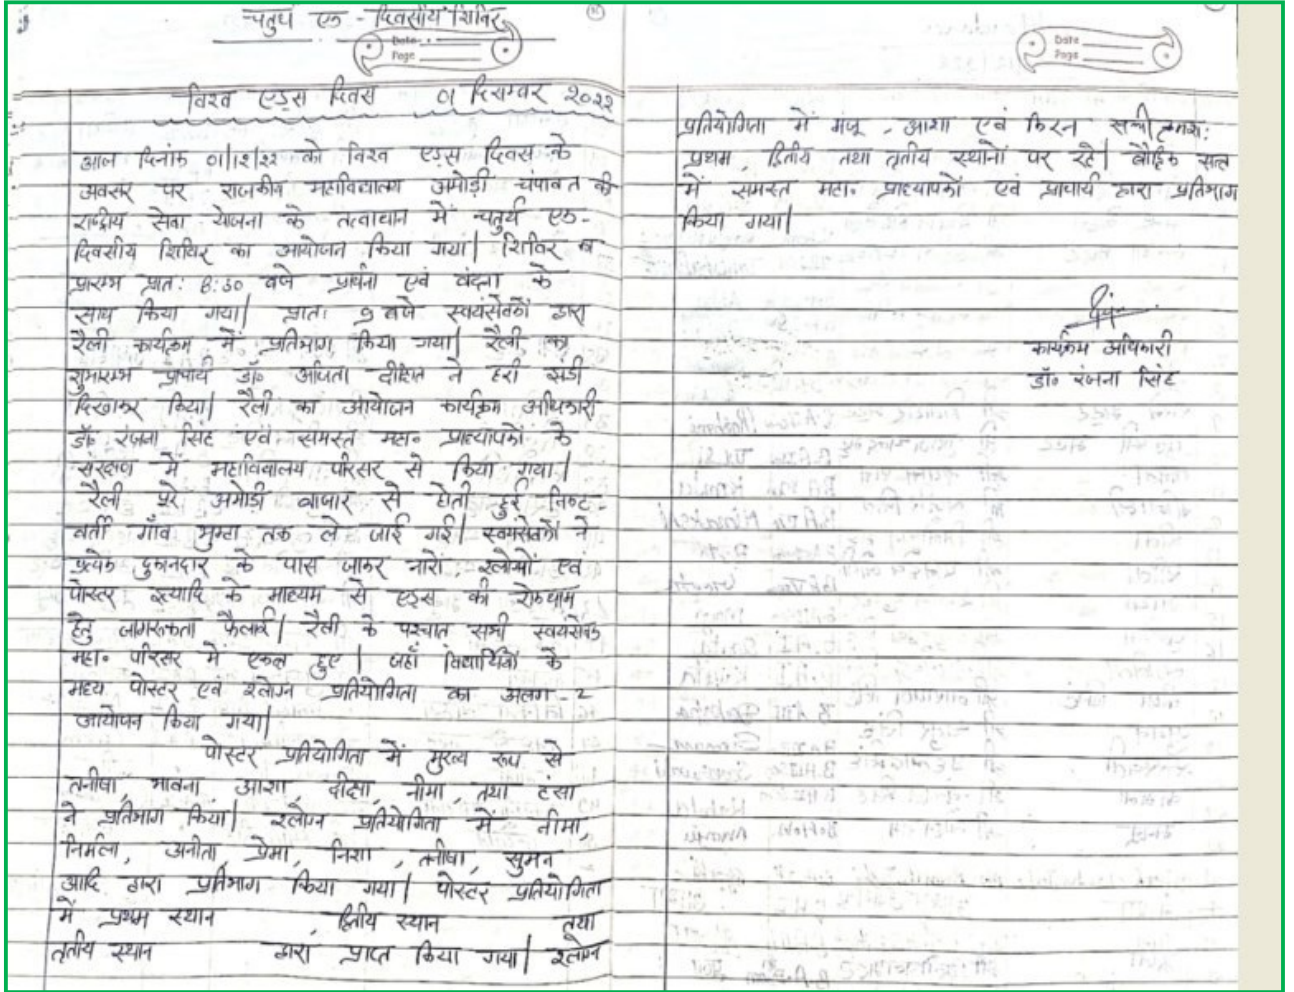 चतुर्थ एक - दिवसीय शिविर
Date
Page
विश्व एड्स दिवस 01 दिसम्बर 2022
आज दिनांक 01/12/22 को विश्व एड्स दिवस के
अवसर पर राजकीय महाविद्यालय अमोड़ी चंपावत की
राष्ट्रीय सेवा योजना के तत्वाधान में चतुर्थ एक-
दिवसीय शिविर का आयोजन किया गया। शिविर का
प्रारम्भ प्रात: 8:30 बजे प्रार्थना एवं वंदना के
साथ किया गया। प्रात: 9 बजे स्वयंसेवकों द्वारा
रैली कार्यक्रम में प्रतिभाग किया गया। रैली का
शुभारम्भ प्राचार्य डॉ० अजिता दीक्षित ने हरी झंडी
दिखाकर किया। रैली का आयोजन कार्यक्रम अधिकारी
डॉ० रंजना सिंह एवं समस्त महा० प्राध्यापकों के
संरक्षण में महाविद्यालय परिसर से किया गया।
रैली पूरे अमोड़ी बाजार से होती हुई निकट-
वर्ती गाँव तक ले जाई गई। स्वयंसेवकों ने
प्रत्येक दुकानदार के पास जाकर नारों, स्लोगनों एवं
पोस्टर इत्यादि के माध्यम से एड्स की रोकथाम
हेतु जागरूकता फैलाई। रैली के पश्चात सभी स्वयंसेवक
महा० परिसर में एकत्र हुए। जहाँ विद्यार्थियों के
मध्य पोस्टर एवं स्लोगन प्रतियोगिता का अलग-2
आयोजन किया गया।
पोस्टर प्रतियोगिता में मुख्य रूप से
तनीषा, भावना आशा, दीक्षा, नीमा, तथा हंसा
ने प्रतिभाग किया। स्लोगन प्रतियोगिता में नीमा,
निर्मला, अनीता, प्रेमा, निशा, तनीषा, सुमन
आदि द्वारा प्रतिभाग किया गया। पोस्टर प्रतियोगिता
में प्रथम स्थान , द्वितीय स्थान तथा
तृतीय स्थान द्वारा प्राप्त किया गया। स्लोगन
Date
Page
प्रतियोगिता में मंजू, आशा एवं किरन क्रमश:
प्रथम, द्वितीय तथा तृतीय स्थानों पर रहे। बौद्धिक सत्र
में समस्त महा० प्राध्यापकों एवं प्राचार्य द्वारा प्रतिभाग
किया गया।
कार्यक्रम अधिकारी
डॉ० रंजना सिंह